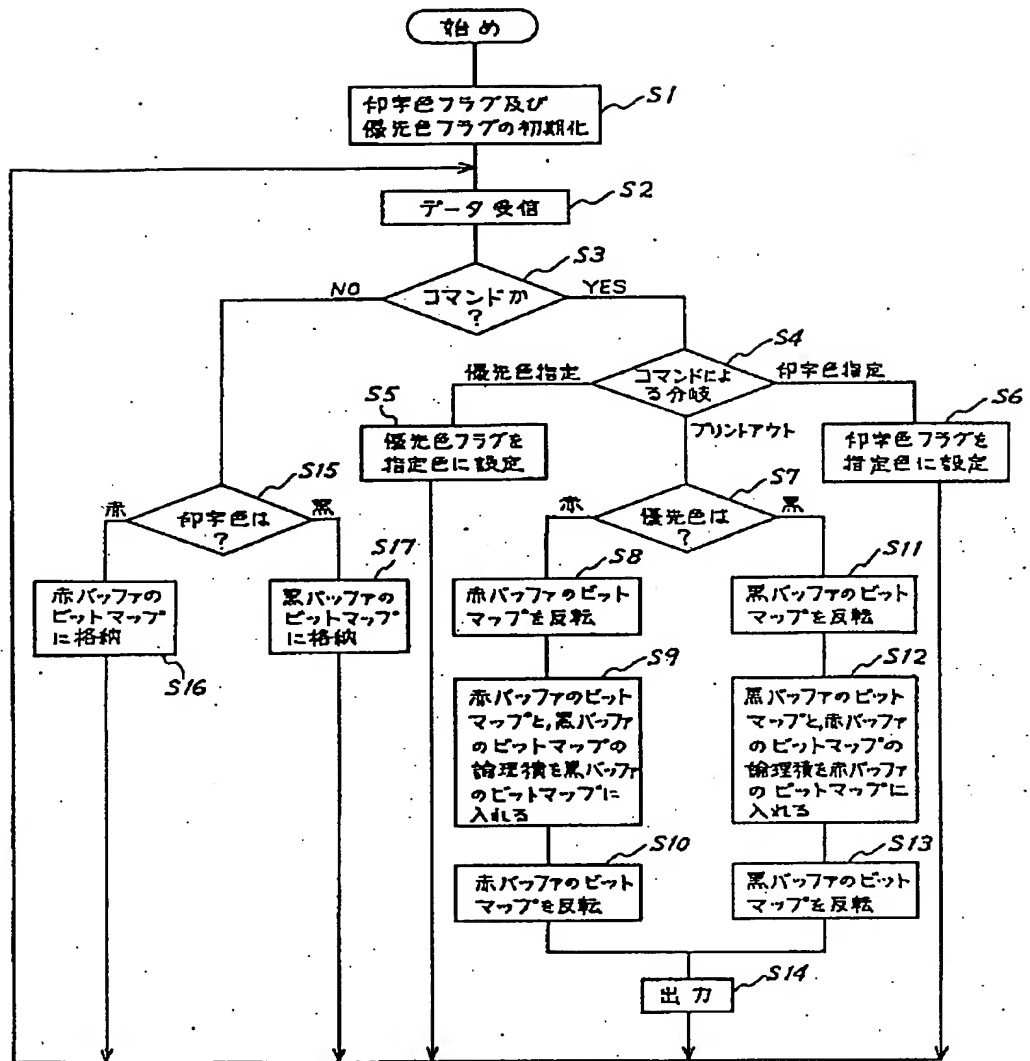 始め
S1
印字色フラグ及び
優先色フラグの初期化
S2
データ受信
S3
NO
コマンドか
?
YES
S4
優先色指定
コマンドによ
る分岐
印字色指定
S5
プリントアウト
S6
優先色フラグを
指定色に設定
印字色フラグを
指定色に設定
S15
S7
赤
印字色は
?
黒
赤
優先色は
?
黒
S17
S8
S11
赤バッファの
ビットマップ
に格納
黒バッファの
ビットマップ
に格納
赤バッファのビット
マップを反転
黒バッファのビット
マップを反転
S16
S9
S12
赤バッファのビット
マップと,黒バッファ
のビットマップの
論理積を黒バッファ
のビットマップに
入れる
黒バッファのビット
マップと,赤バッファ
のビットマップの
論理積を赤バッファ
のビットマップに
入れる
S10
S13
赤バッファのビット
マップを反転
黒バッファのビット
マップを反転
S14
出力